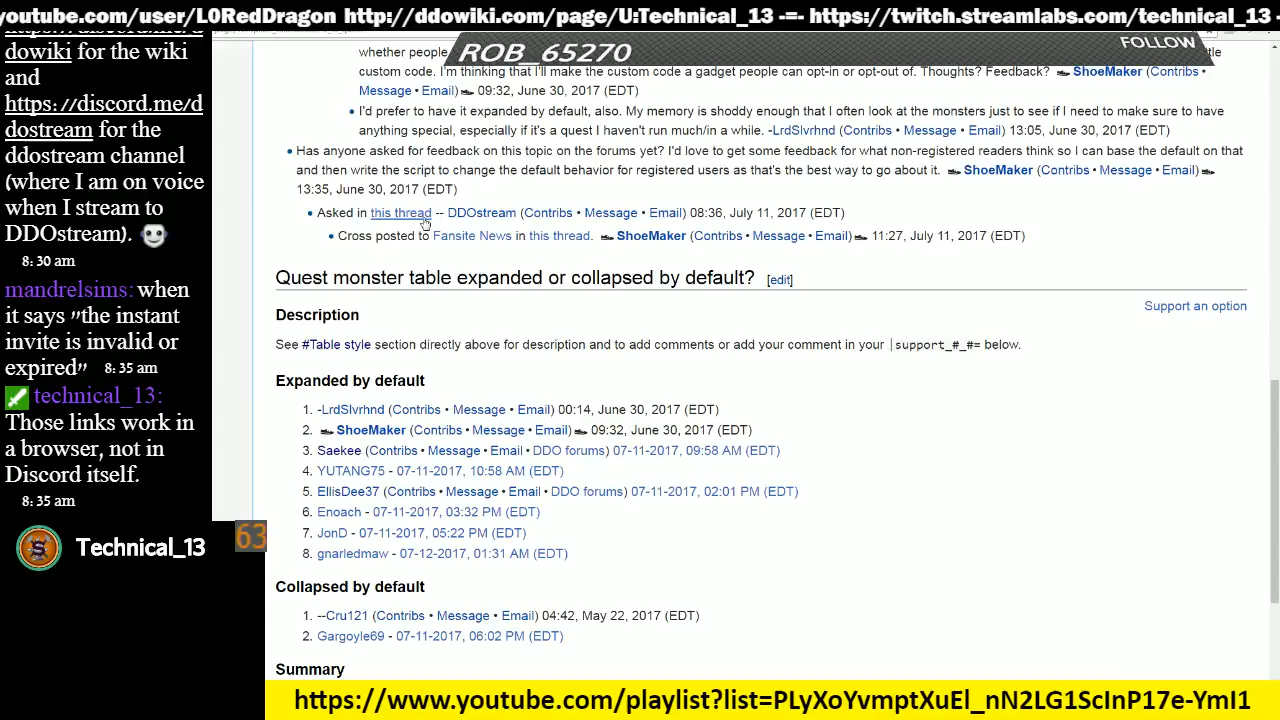 youtube.com/user/L0RedDragon http://ddowiki.com/page/U:Technical_13 -=- https://twitch.streamlabs.com/technical_13 -
https://discord.me/d
dowiki for the wiki
and
https://discord.me/d
dostream for the
ddostream channel
(where I am on voice
when I stream to
DDOstream).
8:30 am
mandrelsims: when
it says "the instant
invite is invalid or
expired" 8:35 am
technical_13:
Those links work in
a browser, not in
Discord itself.
8:35 am
Technical_13
63
ROB_65270
FOLLOW
whether people
custom code. I'm thinking that I'll make the custom code a gadget people can opt-in or opt-out of. Thoughts? Feedback? ShoeMaker (Contribs •
Message • Email) 09:32, June 30, 2017 (EDT)
• I'd prefer to have it expanded by default, also. My memory is shoddy enough that I often look at the monsters just to see if I need to make sure to have
anything special, especially if it's a quest I haven't run much/in a while. -LrdSlvrhnd (Contribs • Message • Email) 13:05, June 30, 2017 (EDT)
• Has anyone asked for feedback on this topic on the forums yet? I'd love to get some feedback for what non-registered readers think so I can base the default on that
and then write the script to change the default behavior for registered users as that's the best way to go about it. ShoeMaker (Contribs • Message • Email)
13:35, June 30, 2017 (EDT)
• Asked in this thread -- DDOstream (Contribs • Message • Email) 08:36, July 11, 2017 (EDT)
• Cross posted to Fansite News in this thread. ShoeMaker (Contribs • Message • Email) 11:27, July 11, 2017 (EDT)
Quest monster table expanded or collapsed by default? [edit]
Support an option
Description
See #Table style section directly above for description and to add comments or add your comment in your |support_#_#= below.
Expanded by default
1. -LrdSlvrhnd (Contribs • Message • Email) 00:14, June 30, 2017 (EDT)
2. ShoeMaker (Contribs • Message • Email) 09:32, June 30, 2017 (EDT)
3. Saekee (Contribs • Message • Email • DDO forums) 07-11-2017, 09:58 AM (EDT)
4. YUTANG75 - 07-11-2017, 10:58 AM (EDT)
5. EllisDee37 (Contribs • Message • Email • DDO forums) 07-11-2017, 02:01 PM (EDT)
6. Enoach - 07-11-2017, 03:32 PM (EDT)
7. JonD - 07-11-2017, 05:22 PM (EDT)
8. gnarledmaw - 07-12-2017, 01:31 AM (EDT)
Collapsed by default
1. --Cru121 (Contribs • Message • Email) 04:42, May 22, 2017 (EDT)
2. Gargoyle69 - 07-11-2017, 06:02 PM (EDT)
Summary
https://www.youtube.com/playlist?list=PLyXoYvmptXuEl_nN2LG1ScInP17e-YmI1